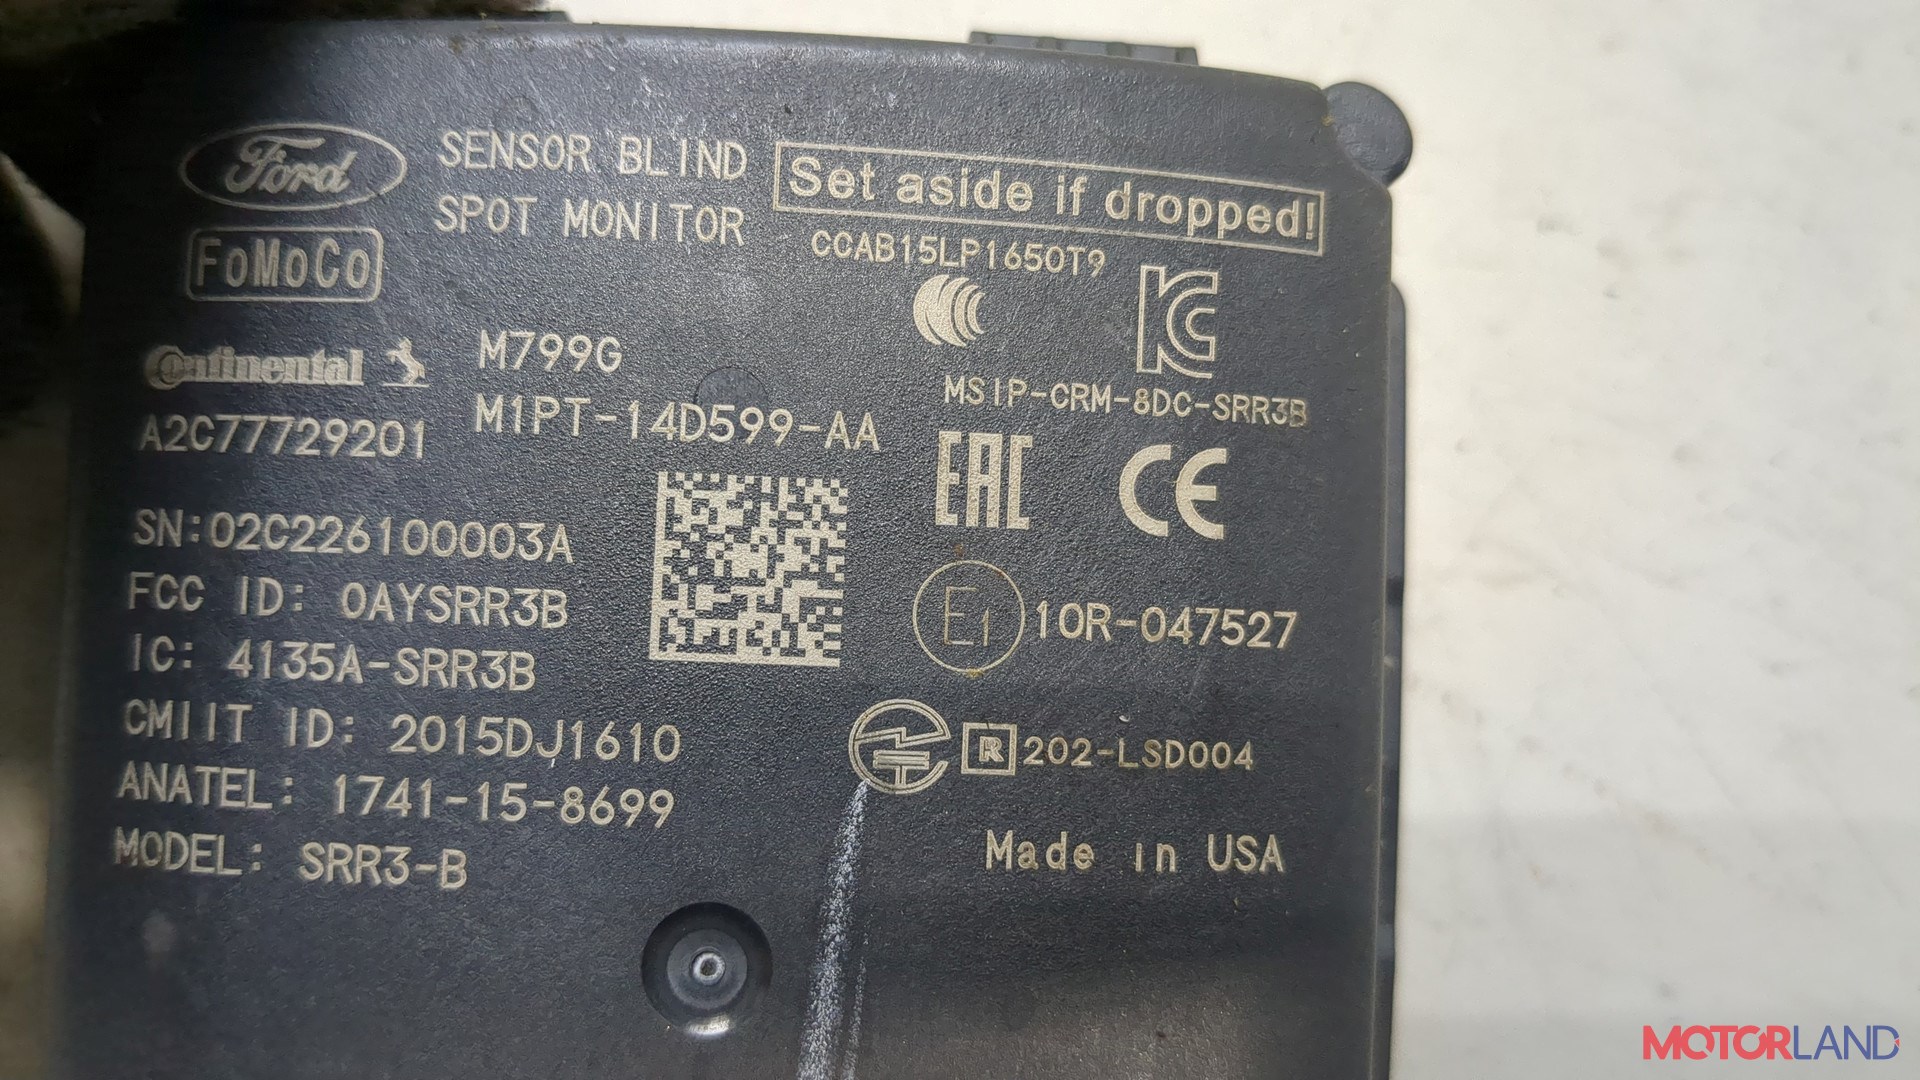 Ford
SENSOR BLIND
SPOT MONITOR
Set aside if dropped!
FoMoCo
CCAB15LP1650T9
Continental
M799G
MSIP-CRM-8DC-SRR3B
A2C77729201
M1PT-14D599-AA
EAC
CE
SN:02C226100003A
FCC ID: OAYSRR3B
E1
10R-047527
IC: 4135A-SRR3B
CMIIT ID: 2015DJ1610
R
202-LSD004
ANATEL: 1741-15-8699
MODEL: SRR3-B
Made in USA
MOTORLAND